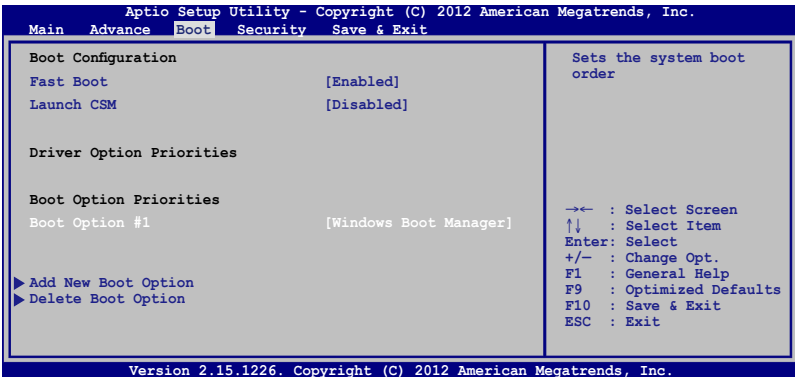 Aptio Setup Utility - Copyright (C) 2012 American Megatrends, Inc.
Main Advance Boot Security Save & Exit
Boot Configuration
Fast Boot [Enabled]
Launch CSM [Disabled]
Driver Option Priorities
Boot Option Priorities
Boot Option #1 [Windows Boot Manager]
Add New Boot Option
Delete Boot Option
Sets the system boot
order
→← : Select Screen
↑↓ : Select Item
Enter: Select
+/— : Change Opt.
F1 : General Help
F9 : Optimized Defaults
F10 : Save & Exit
ESC : Exit
Version 2.15.1226. Copyright (C) 2012 American Megatrends, Inc.